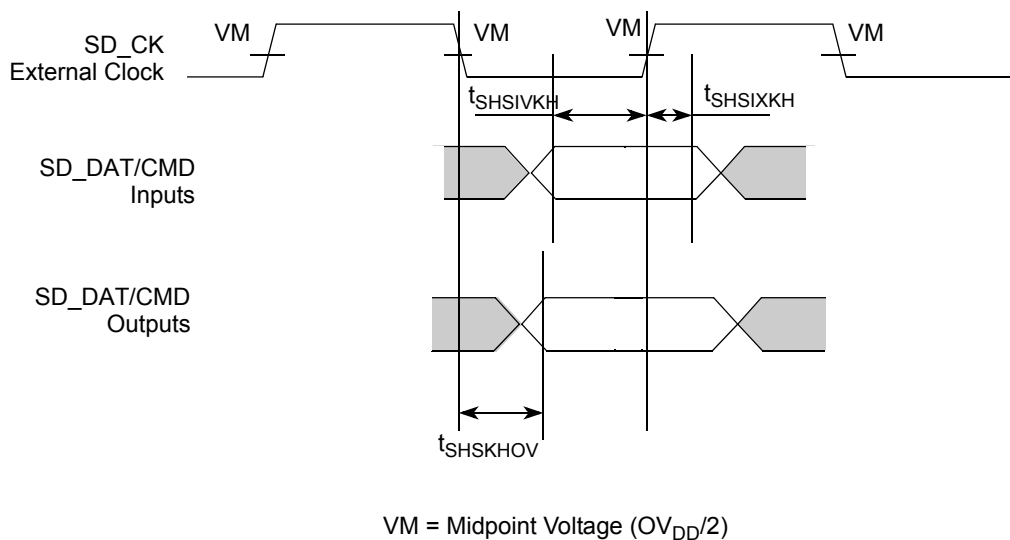 VM
VM
VM
VM
SD_CK
External Clock
tSHSIVKH
tSHSIXKH
SD_DAT/CMD
Inputs
SD_DAT/CMD
Outputs
tSHSKHOV
VM = Midpoint Voltage (OVDD/2)